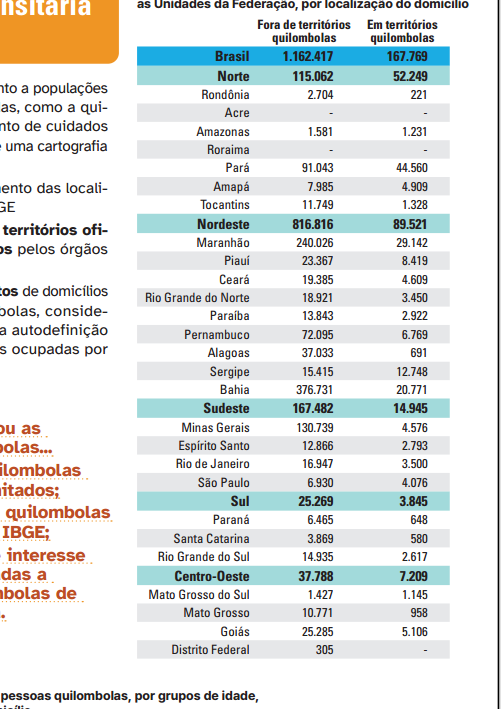 nsitária
nto a populações
as, como a qui-
nto de cuidados
e uma cartografia
ento das locali-
GE
territórios ofi-
os pelos órgãos
tos de domicílios
bolas, conside-
a autodefinição
s ocupadas por
ou as
bolas...
ilombolas
itados;
quilombolas
IBGE;
e interesse
das a
nbolas de
as Unidades da Federação, por localização do domicílio
Fora de territórios quilombolas Em territórios quilombolas
Brasil 1.162.417 167.769
Norte 115.062 52.249
Rondônia 2.704 221
Acre - -
Amazonas 1.581 1.231
Roraima - -
Pará 91.043 44.560
Amapá 7.985 4.909
Tocantins 11.749 1.328
Nordeste 816.816 89.521
Maranhão 240.026 29.142
Piauí 23.367 8.419
Ceará 19.385 4.609
Rio Grande do Norte 18.921 3.450
Paraíba 13.843 2.922
Pernambuco 72.095 6.769
Alagoas 37.033 691
Sergipe 15.415 12.748
Bahia 376.731 20.771
Sudeste 167.482 14.945
Minas Gerais 130.739 4.576
Espírito Santo 12.866 2.793
Rio de Janeiro 16.947 3.500
São Paulo 6.930 4.076
Sul 25.269 3.845
Paraná 6.465 648
Santa Catarina 3.869 580
Rio Grande do Sul 14.935 2.617
Centro-Oeste 37.788 7.209
Mato Grosso do Sul 1.427 1.145
Mato Grosso 10.771 958
Goiás 25.285 5.106
Distrito Federal 305 -
pessoas quilombolas, por grupos de idade,